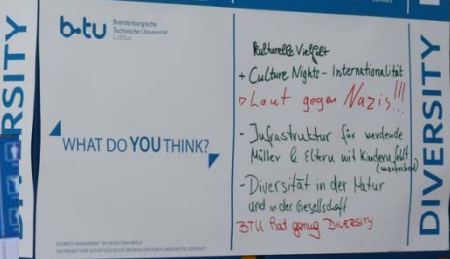 DIVERSITY
b-tu
Brandenburgische
Technische Universität
Cottbus
WHAT DO YOU THINK?
kulturelle Vielfalt
+ Culture Nights - Internationalität
Laut gegen Nazis!!!
- Infrastruktur für werdende
Mütter & Eltern mit Kindern fehlt
- Diversität in der Natur
und in der Gesellschaft
BTU hat genug DIVERSITY
DIVERSITY